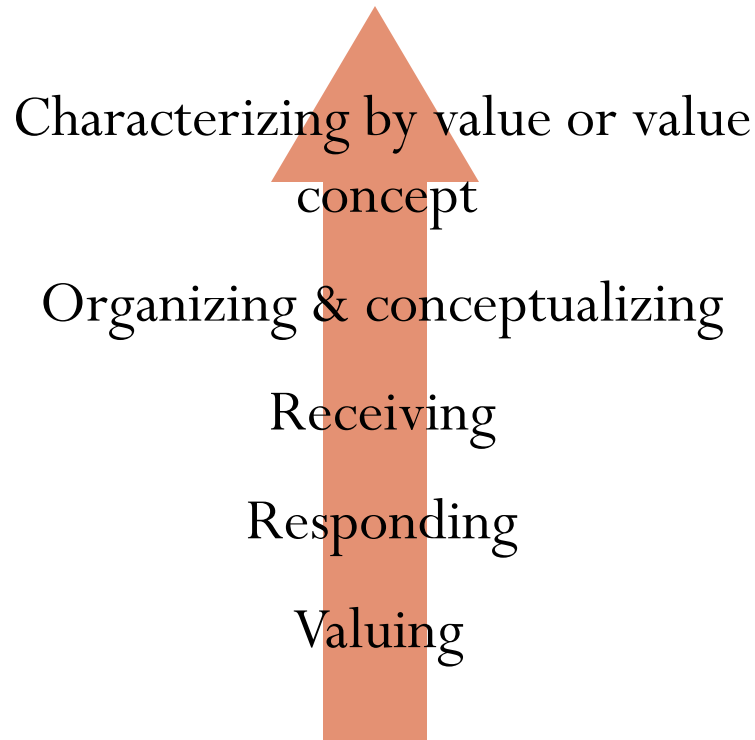 Characterizing by value or value
concept
Organizing & conceptualizing
Receiving
Responding
Valuing